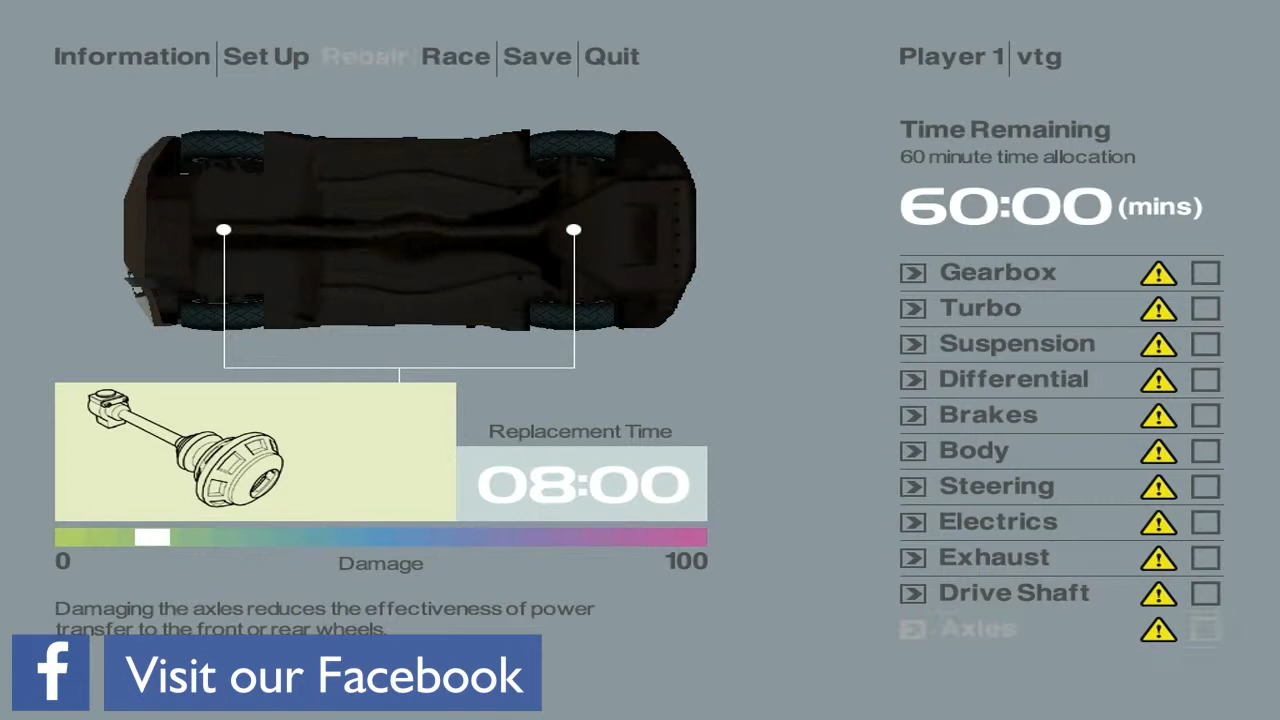 Information Set Up Repair Race Save Quit
Player 1 vtg
Time Remaining
60 minute time allocation
60:00 (mins)
Gearbox
Turbo
Suspension
Differential
Brakes
Body
Steering
Electrics
Exhaust
Drive Shaft
Axles
Replacement Time
08:00
0 Damage 100
Damaging the axles reduces the effectiveness of power
transfer to the front or rear wheels.
f Visit our Facebook